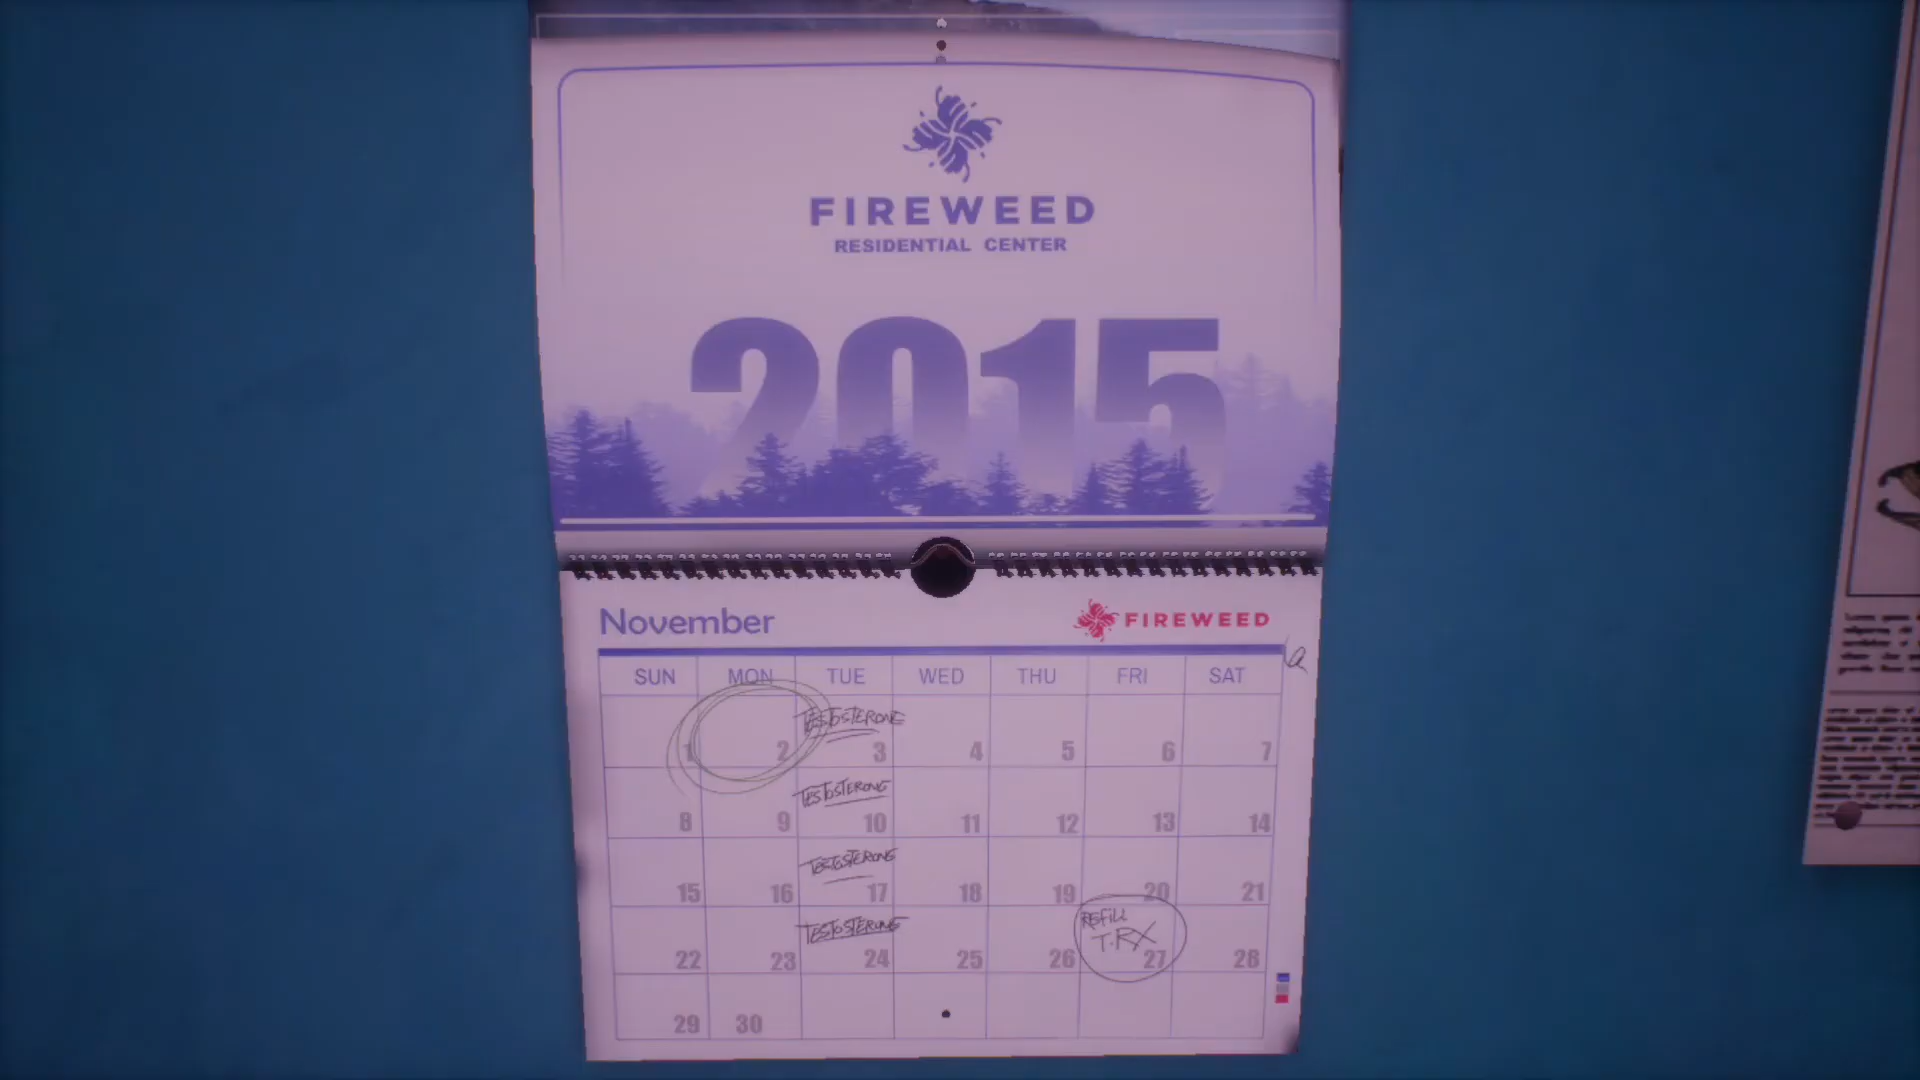 FIREWEED
RESIDENTIAL CENTER
2015
November
FIREWEED
SUN MON TUE WED THU FRI SAT
TESTOSTERONE
1 2 3 4 5 6 7
TESTOSTERONE
8 9 10 11 12 13 14
TESTOSTERONE
15 16 17 18 19 20 21
TESTOSTERONE
REFILL
T-RX
22 23 24 25 26 27 28
29 30